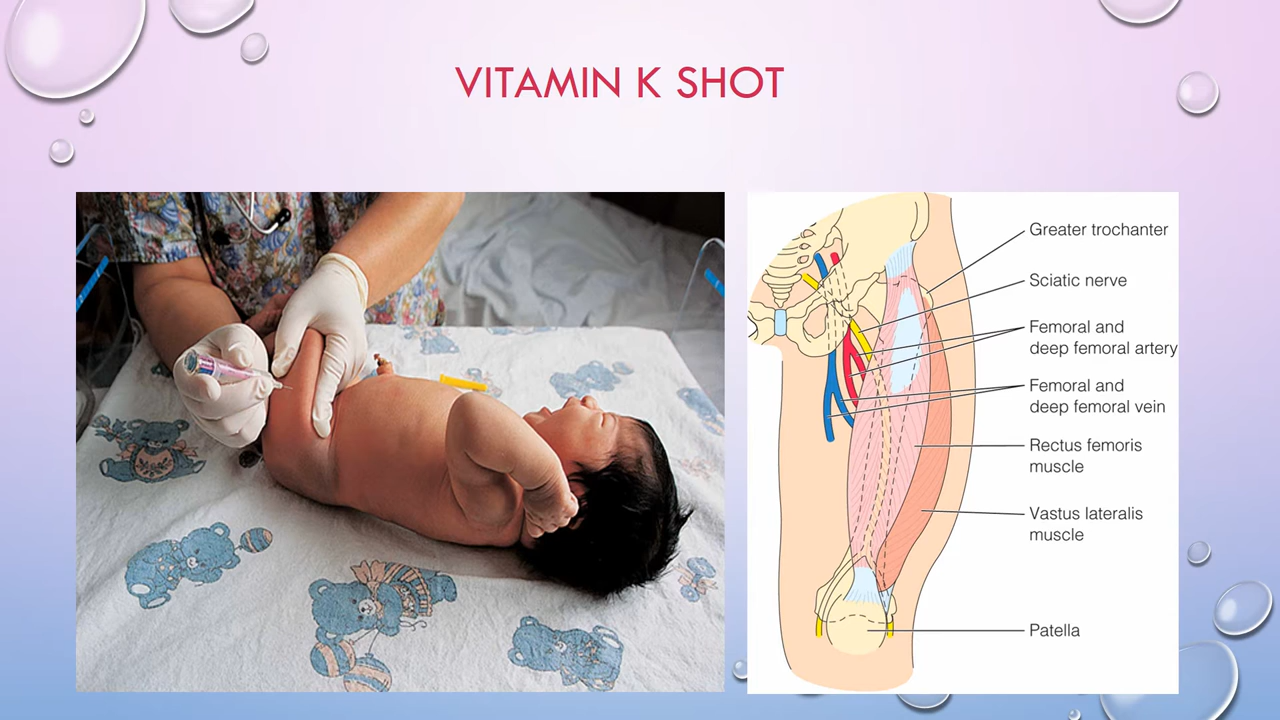 VITAMIN K SHOT
Greater trochanter
Sciatic nerve
Femoral and
deep femoral artery
Femoral and
deep femoral vein
Rectus femoris
muscle
Vastus lateralis
muscle
Patella